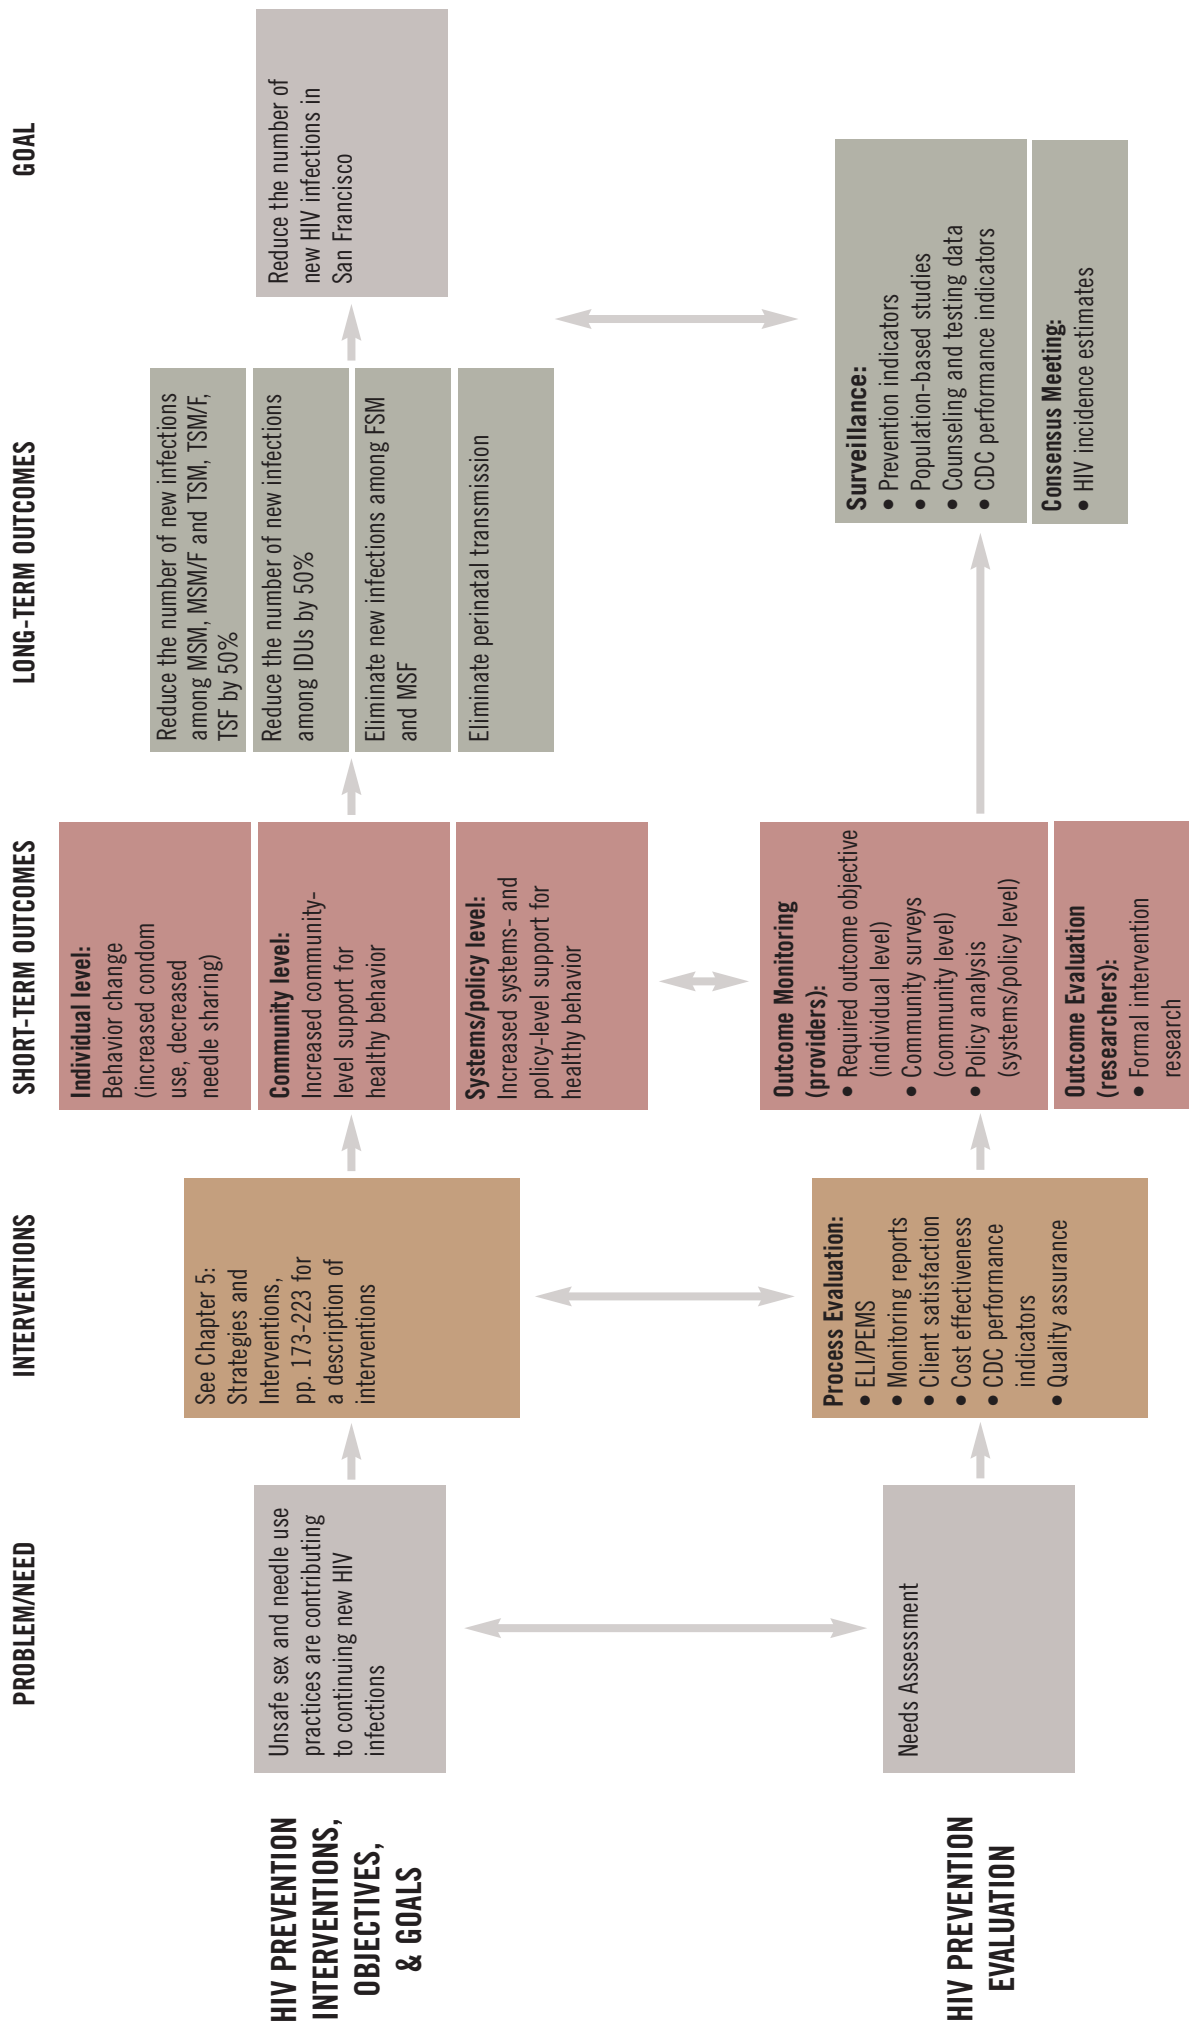 PROBLEM/NEED
INTERVENTIONS
SHORT-TERM OUTCOMES
LONG-TERM OUTCOMES
GOAL
HIV PREVENTION
INTERVENTIONS,
OBJECTIVES,
& GOALS
Unsafe sex and needle use
practices are contributing
to continuing new HIV
infections
See Chapter 5:
Strategies and
Interventions,
pp. 173-223 for
a description of
interventions
Individual level:
Behavior change
(increased condom
use, decreased
needle sharing)
Community level:
Increased community-
level support for
healthy behavior
Systems/policy level:
Increased systems- and
policy-level support for
healthy behavior
Reduce the number of new infections
among MSM, MSM/F and TSM, TSM/F,
TSF by 50%
Reduce the number of new infections
among IDUs by 50%
Eliminate new infections among FSM
and MSF
Eliminate perinatal transmission
Reduce the number of
new HIV infections in
San Francisco
HIV PREVENTION
EVALUATION
Needs Assessment
Process Evaluation:
• ELI/PEMS
• Monitoring reports
• Client satisfaction
• Cost effectiveness
• CDC performance
indicators
• Quality assurance
Outcome Monitoring
(providers):
• Required outcome objective
(individual level)
• Community surveys
(community level)
• Policy analysis
(systems/policy level)
Outcome Evaluation
(researchers):
• Formal intervention
research
Surveillance:
• Prevention indicators
• Population-based studies
• Counseling and testing data
• CDC performance indicators
Consensus Meeting:
• HIV incidence estimates